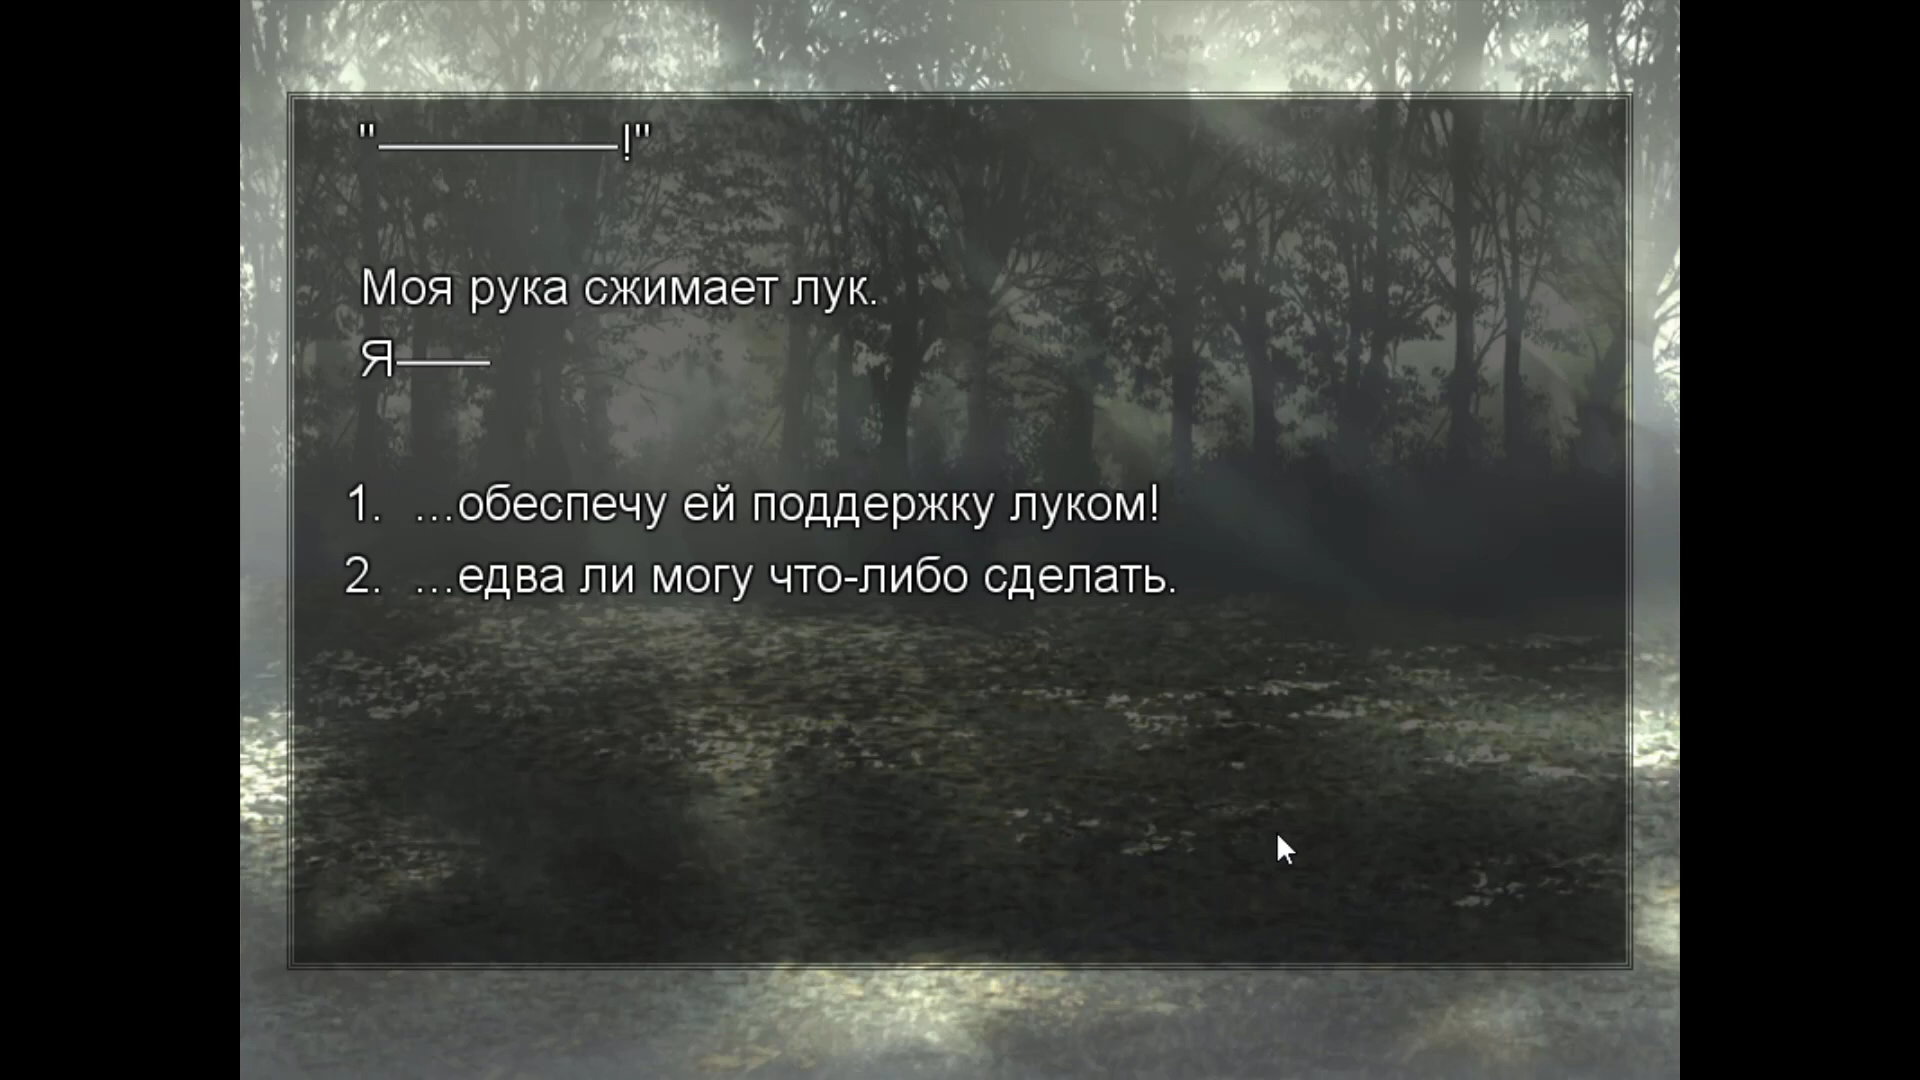 "—————!"
Моя рука сжимает лук.
Я——
1. ...обеспечу ей поддержку луком!
2. ...едва ли могу что-либо сделать.